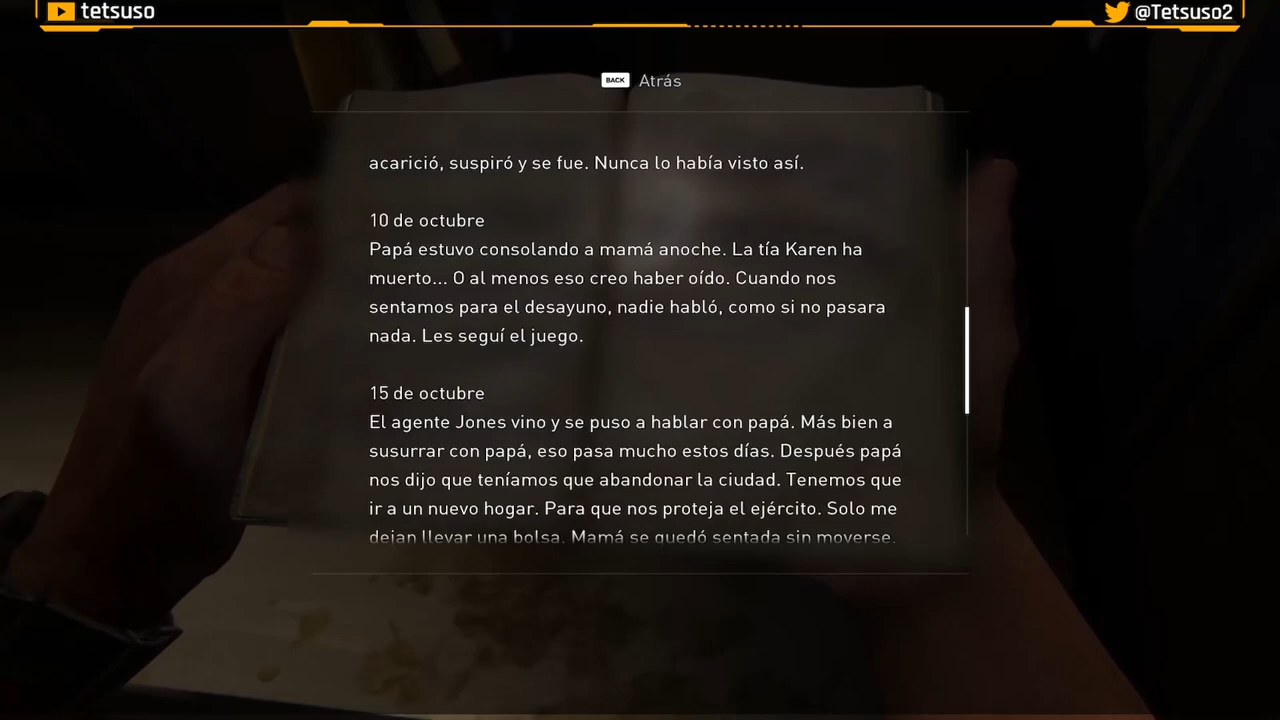 tetsuso
@Tetsuso2
BACK Atrás
acarició, suspiró y se fue. Nunca lo había visto así.
10 de octubre
Papá estuvo consolando a mamá anoche. La tía Karen ha
muerto... O al menos eso creo haber oído. Cuando nos
sentamos para el desayuno, nadie habló, como si no pasara
nada. Les seguí el juego.
15 de octubre
El agente Jones vino y se puso a hablar con papá. Más bien a
susurrar con papá, eso pasa mucho estos días. Después papá
nos dijo que teníamos que abandonar la ciudad. Tenemos que
ir a un nuevo hogar. Para que nos proteja el ejército. Solo me
dejan llevar una bolsa. Mamá se quedó sentada sin moverse.